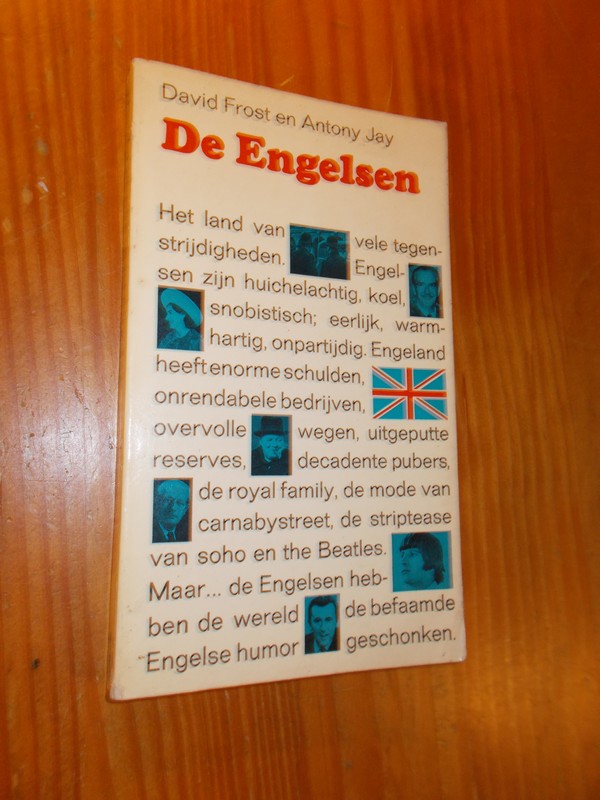 David Frost en Antony Jay
De Engelsen
Het land van vele tegen-
strijdigheden. Engel-
sen zijn huichelachtig, koel,
snobistisch; eerlijk, warm-
hartig, onpartijdig. Engeland
heeft enorme schulden,
onrendabele bedrijven,
overvolle wegen, uitgeputte
reserves, decadente pubers,
de royal family, de mode van
carnabystreet, de striptease
van soho en the Beatles.
Maar... de Engelsen heb-
ben de wereld de befaamde
Engelse humor geschonken.